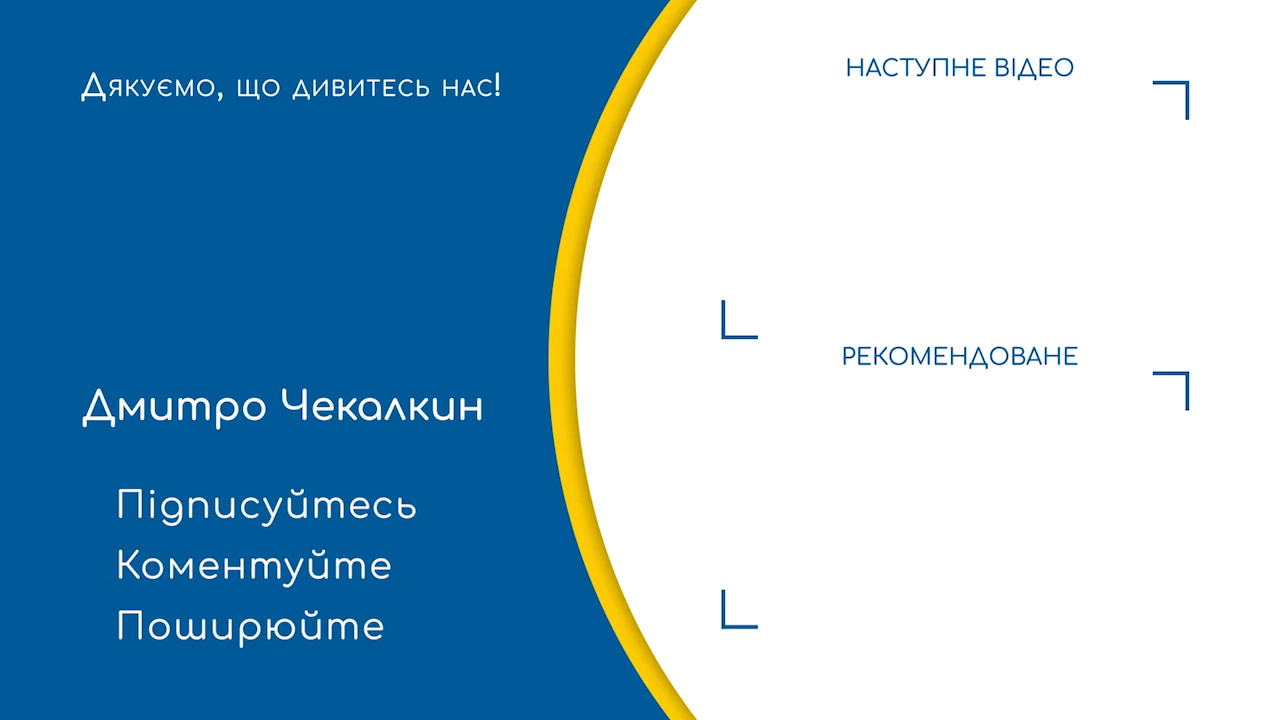 Дякуємо, що дивитесь нас!
Дмитро Чекалкин
Підписуйтесь
Коментуйте
Поширюйте
НАСТУПНЕ ВІДЕО
РЕКОМЕНДОВАНЕ